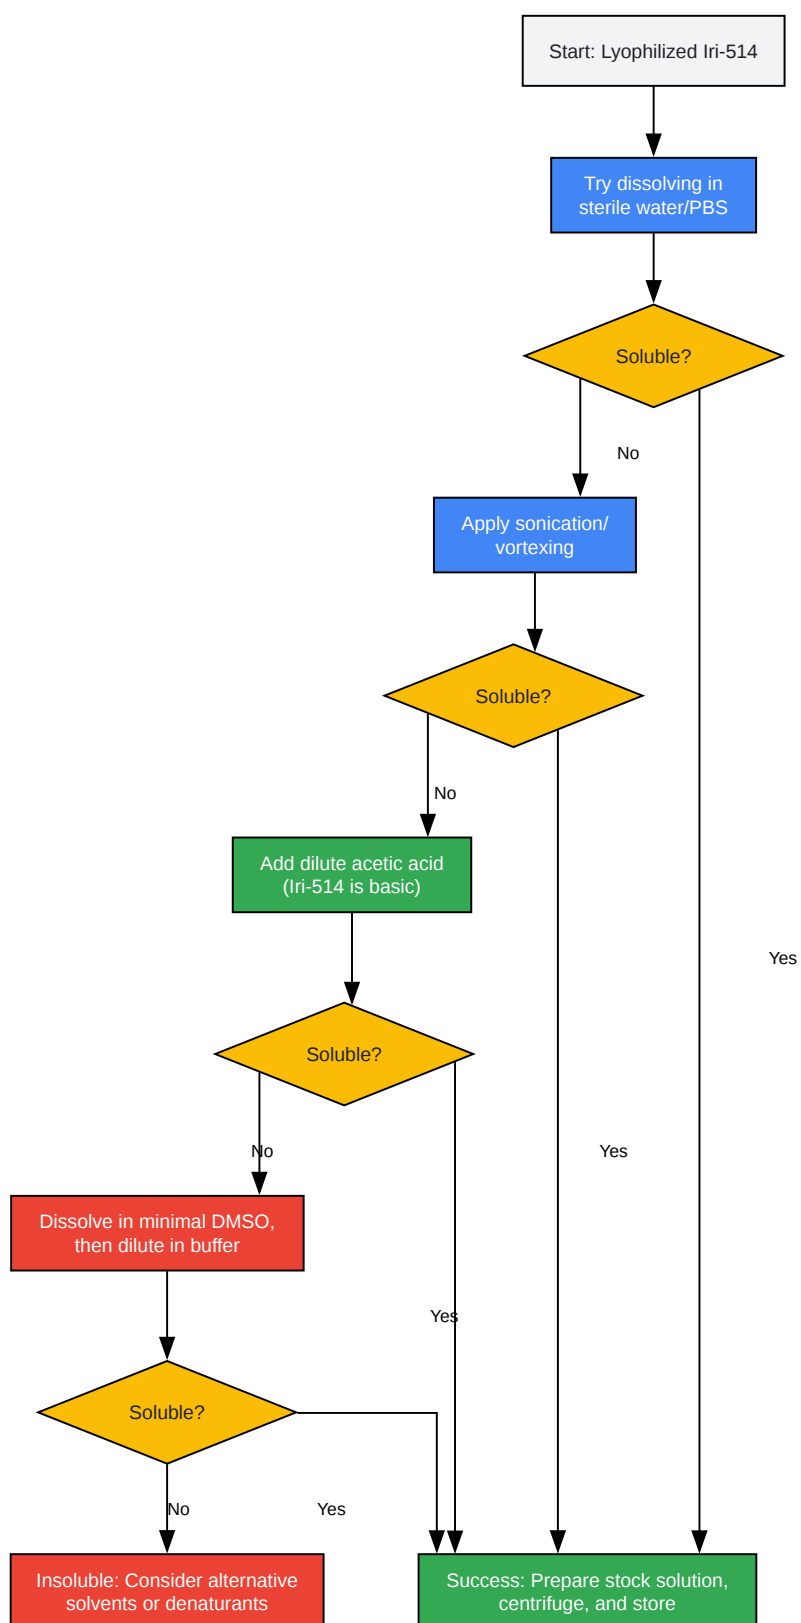 Start: Lyophilized Iri-514
Try dissolving in
sterile water/PBS
Soluble?
No
Apply sonication/
vortexing
Soluble?
No
Add dilute acetic acid
(Iri-514 is basic)
Yes
Soluble?
No
Yes
Dissolve in minimal DMSO,
then dilute in buffer
Yes
Soluble?
No
Yes
Insoluble: Consider alternative
solvents or denaturants
Success: Prepare stock solution,
centrifuge, and store